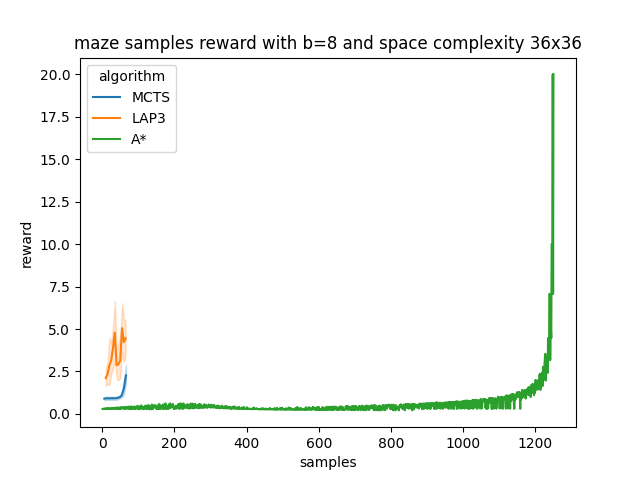 maze samples reward with b=8 and space complexity 36x36
algorithm
MCTS
LAP3
A*
20.0
17.5
15.0
12.5
10.0
7.5
5.0
2.5
0.0
reward
0 200 400 600 800 1000 1200
samples